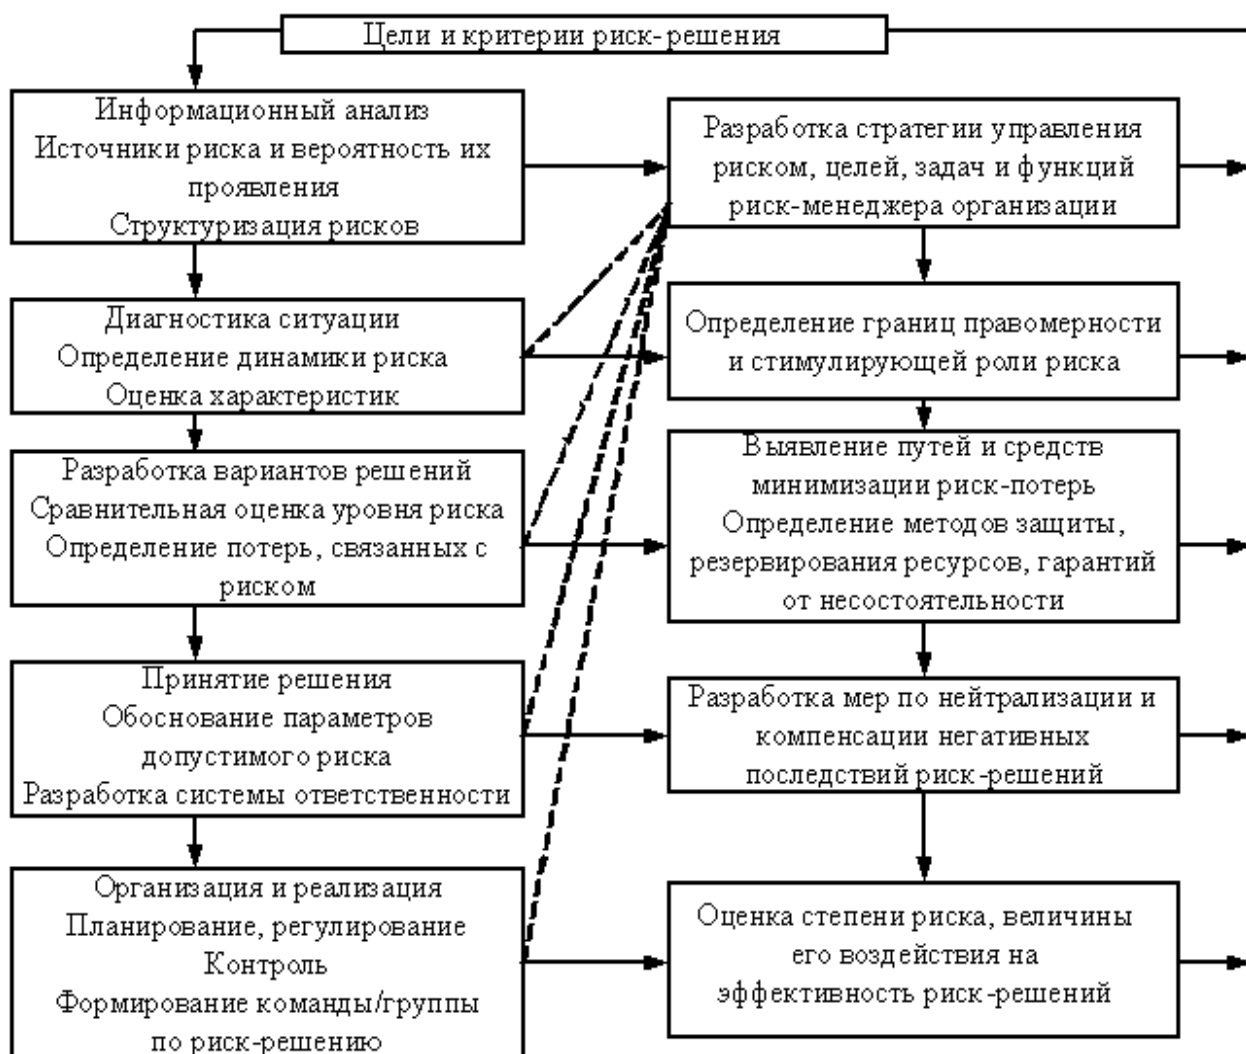 Цели и критерии риск-решения
Информационный анализ
Источники риска и вероятность их
проявления
Структуризация рисков
Разработка стратегии управления
риском, целей, задач и функций
риск-менеджера организации
Диагностика ситуации
Определение динамики риска
Оценка характеристик
Определение границ правомерности
и стимулирующей роли риска
Разработка вариантов решений
Сравнительная оценка уровня риска
Определение потерь, связанных с
риском
Выявление путей и средств
минимизации риск-потерь
Определение методов защиты,
резервирования ресурсов, гарантий
от несостоятельности
Принятие решения
Обоснование параметров
допустимого риска
Разработка системы ответственности
Разработка мер по нейтрализации и
компенсации негативных
последствий риск-решений
Организация и реализация
Планирование, регулирование
Контроль
Формирование команды/группы
по риск-решению
Оценка степени риска, величины
его воздействия на
эффективность риск-решений